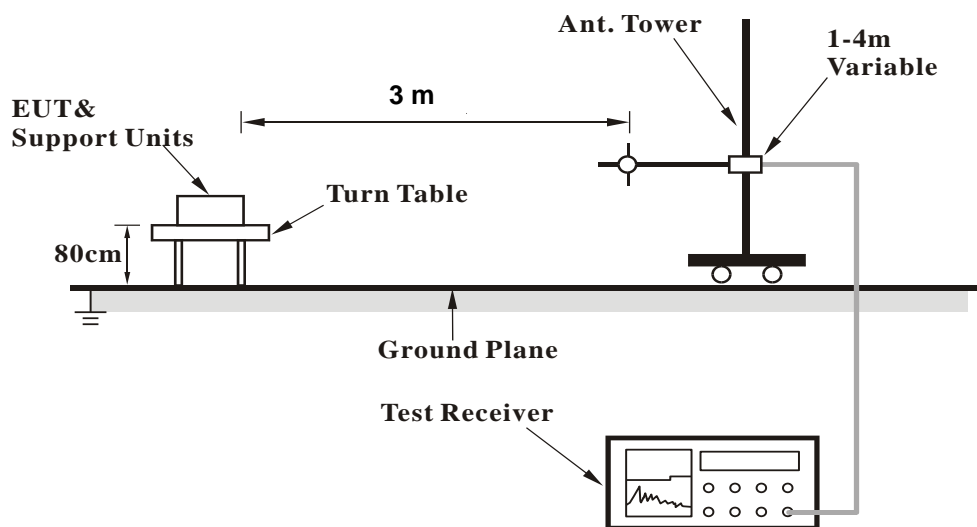 Ant. Tower
1-4m
Variable
3 m
EUT&
Support Units
Turn Table
80cm
Ground Plane
Test Receiver